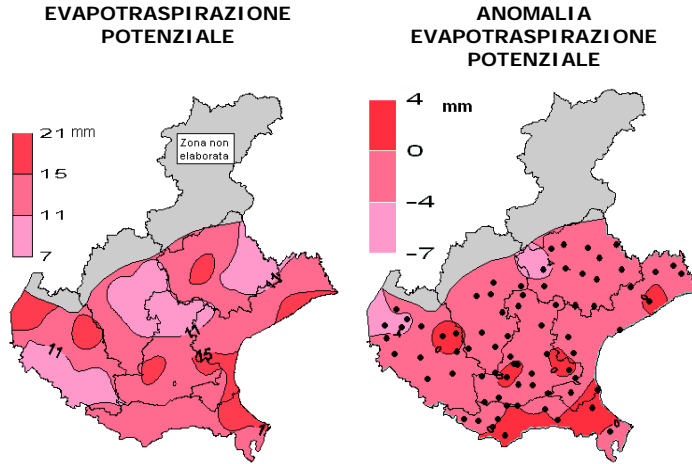 EVAPOTRASPIRAZIONE
POTENZIALE
ANOMALIA
EVAPOTRASPIRAZIONE
POTENZIALE
21 mm
15
11
7
Zona non
elaborata
11
11
11
15
4
mm
0
-4
-7